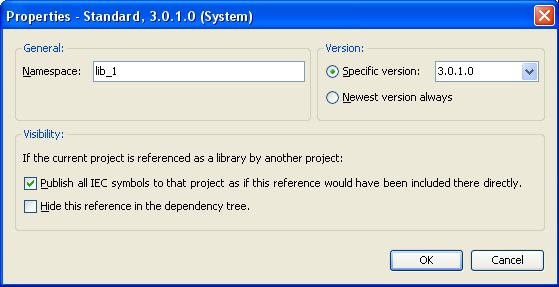 Properties - Standard, 3.0.1.0 (System)
General:
Namespace: lib_1
Version:
Specific version: 3.0.1.0
Newest version always
Visibility:
If the current project is referenced as a library by another project:
Publish all IEC symbols to that project as if this reference would have been included there directly.
Hide this reference in the dependency tree.
OK Cancel